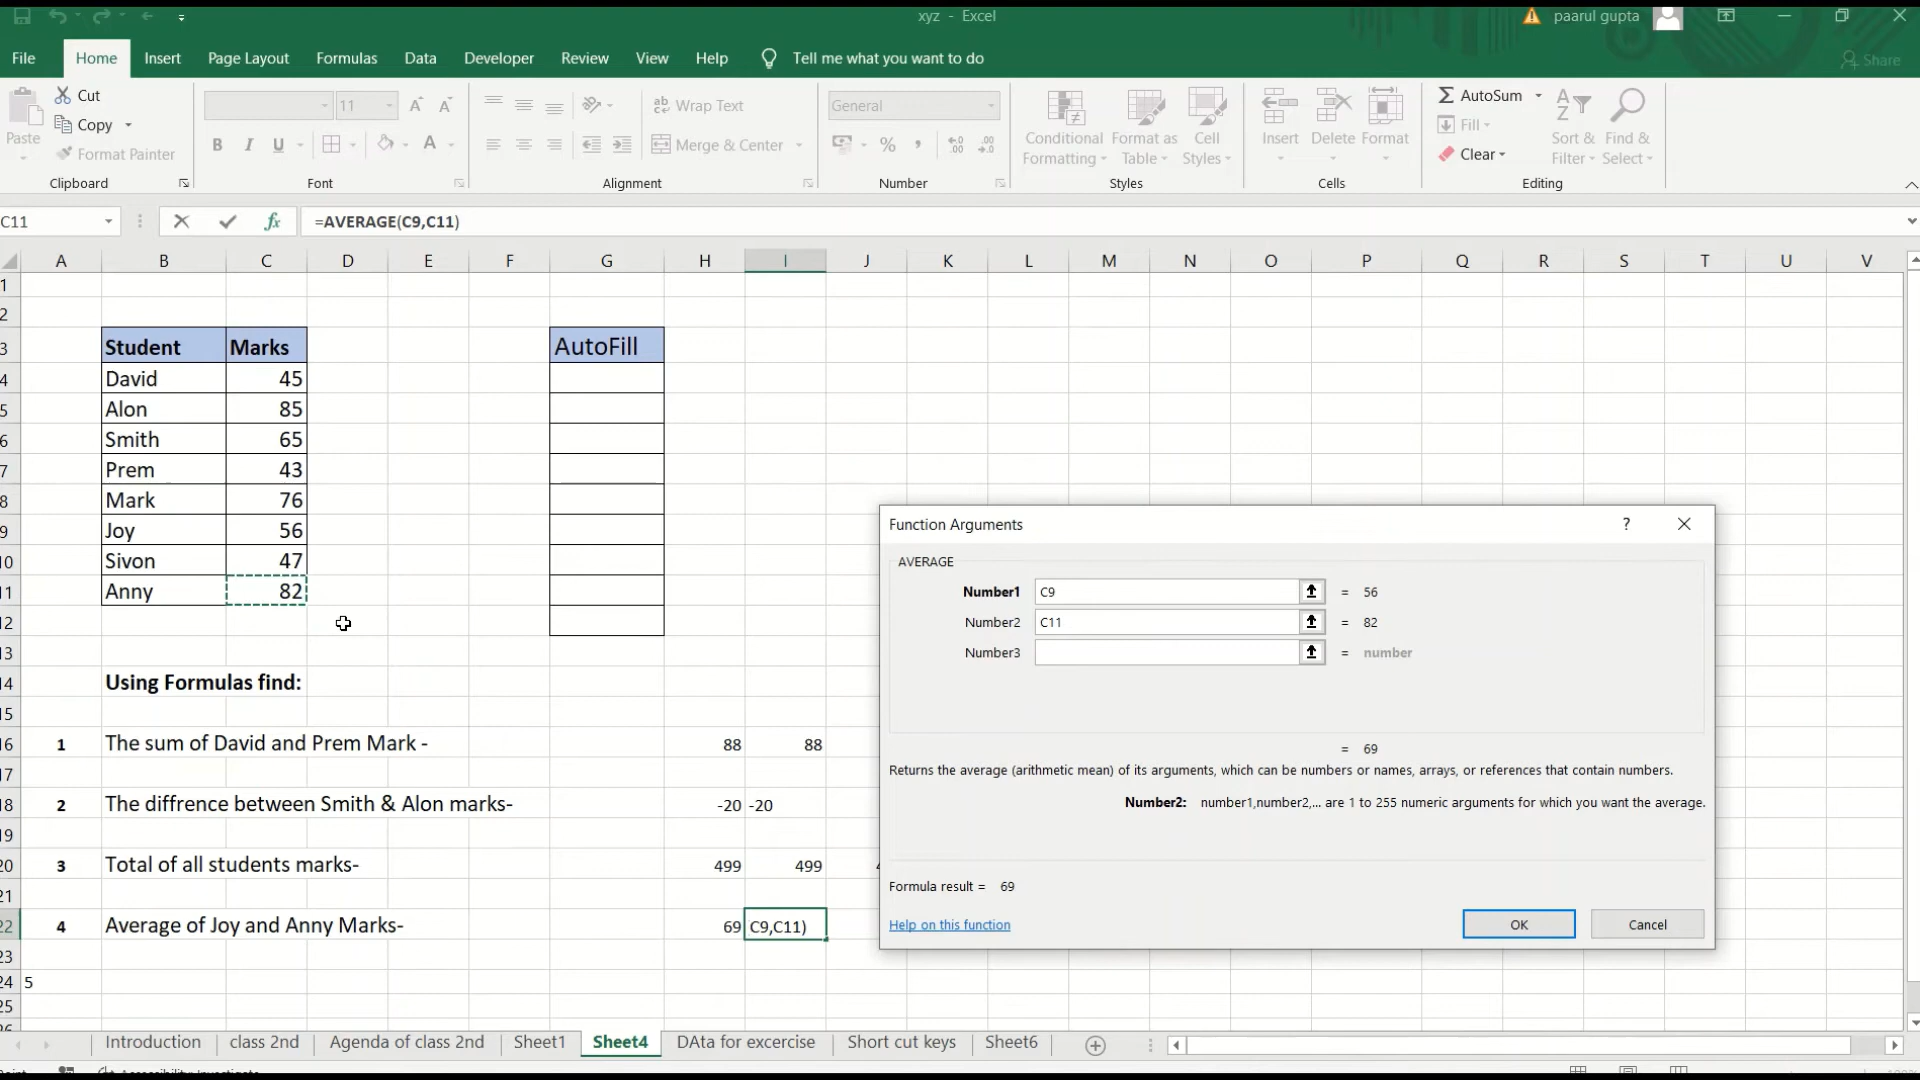 xyz - Excel
paarul gupta
File Home Insert Page Layout Formulas Data Developer Review View Help Tell me what you want to do
Share
Cut
Copy
Format Painter
Paste
Clipboard
11
B I U
A
Font
ab Wrap Text
Merge & Center
Alignment
General
%
Number
Conditional Formatting
Format as Table
Cell Styles
Styles
Insert
Delete
Format
Cells
AutoSum
Fill
Clear
Sort & Filter
Find & Select
Editing
C11
fx
=AVERAGE(C9,C11)
A B C D E F G H I J K L M N O P Q R S T U V
1
2
3 Student Marks AutoFill
4 David 45
5 Alon 85
6 Smith 65
7 Prem 43
8 Mark 76
9 Joy 56
10 Sivon 47
11 Anny 82
12
13
14 Using Formulas find:
15
16 1 The sum of David and Prem Mark - 88 88
17
18 2 The diffrence between Smith & Alon marks- -20 -20
19
20 3 Total of all students marks- 499 499
21
22 4 Average of Joy and Anny Marks- 69 C9,C11)
23
24 5
25
26
Function Arguments
?
AVERAGE
Number1 C9 = 56
Number2 C11 = 82
Number3 = number
= 69
Returns the average (arithmetic mean) of its arguments, which can be numbers or names, arrays, or references that contain numbers.
Number2: number1,number2,... are 1 to 255 numeric arguments for which you want the average.
Formula result = 69
Help on this function
OK
Cancel
Introduction class 2nd Agenda of class 2nd Sheet1 Sheet4 DAta for excercise Short cut keys Sheet6